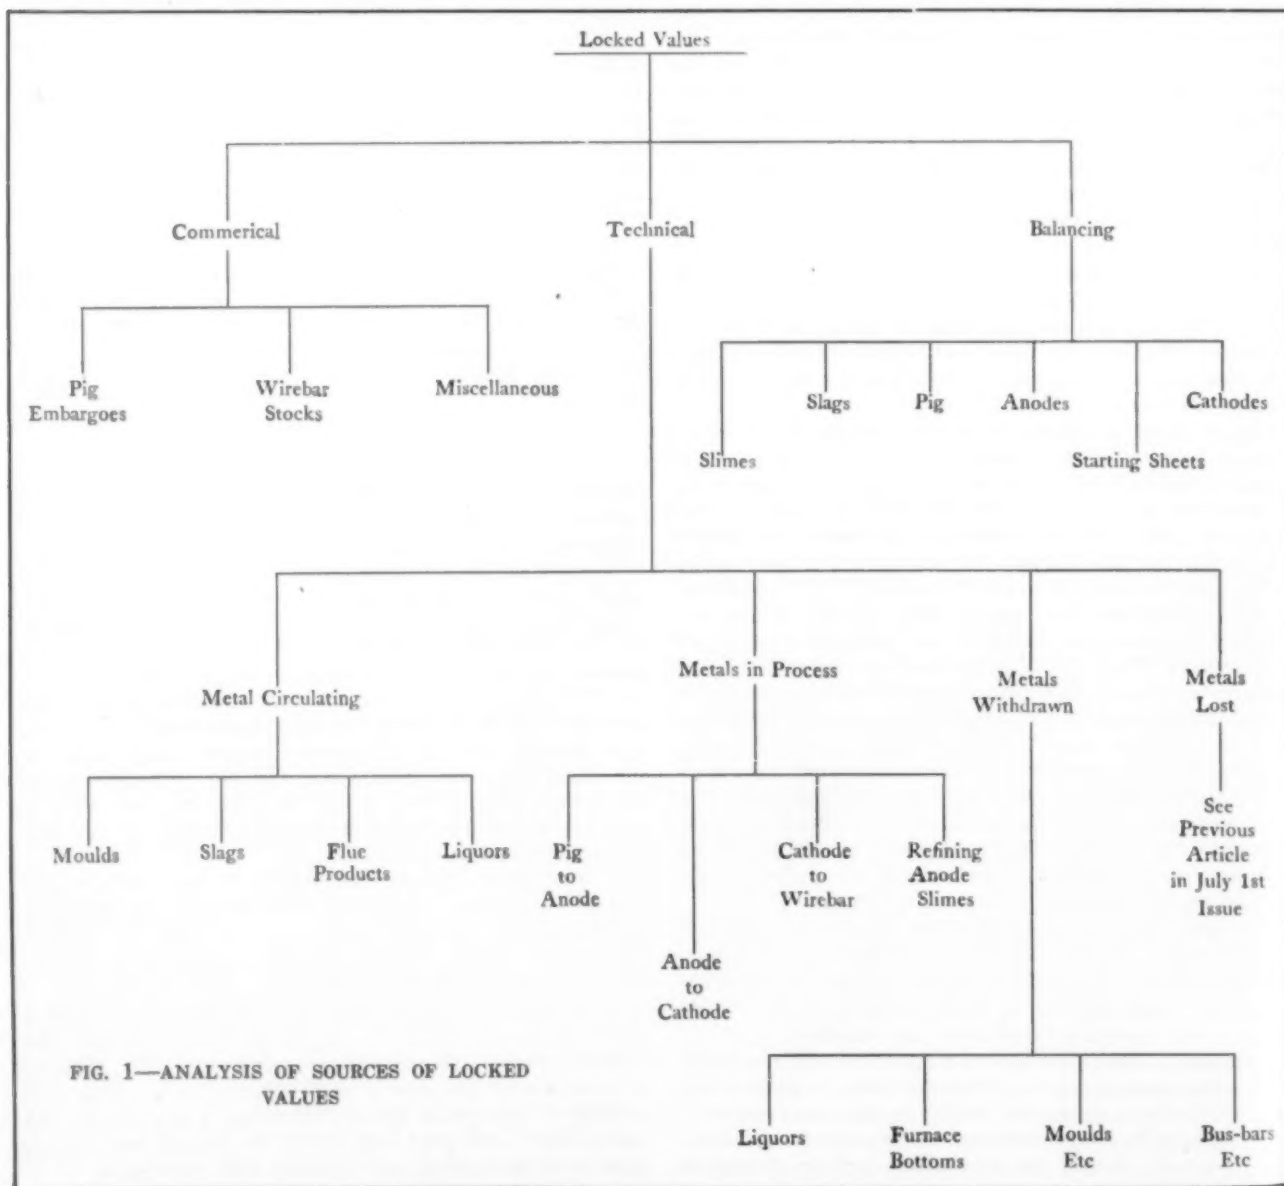 Locked Values
Commerical
Technical
Balancing
Pig
Embargoes
Wirebar
Stocks
Miscellaneous
Slimes
Slags
Pig
Anodes
Starting Sheets
Cathodes
Metal Circulating
Metals in Process
Metals
Withdrawn
Metals
Lost
Moulds
Slags
Flue
Products
Liquors
Pig
to
Anode
Anode
to
Cathode
Cathode
to
Wirebar
Refining
Anode
Slimes
See
Previous
Article
in July 1st
Issue
Liquors
Furnace
Bottoms
Moulds
Etc
Bus-bars
Etc
FIG. 1—ANALYSIS OF SOURCES OF LOCKED
VALUES